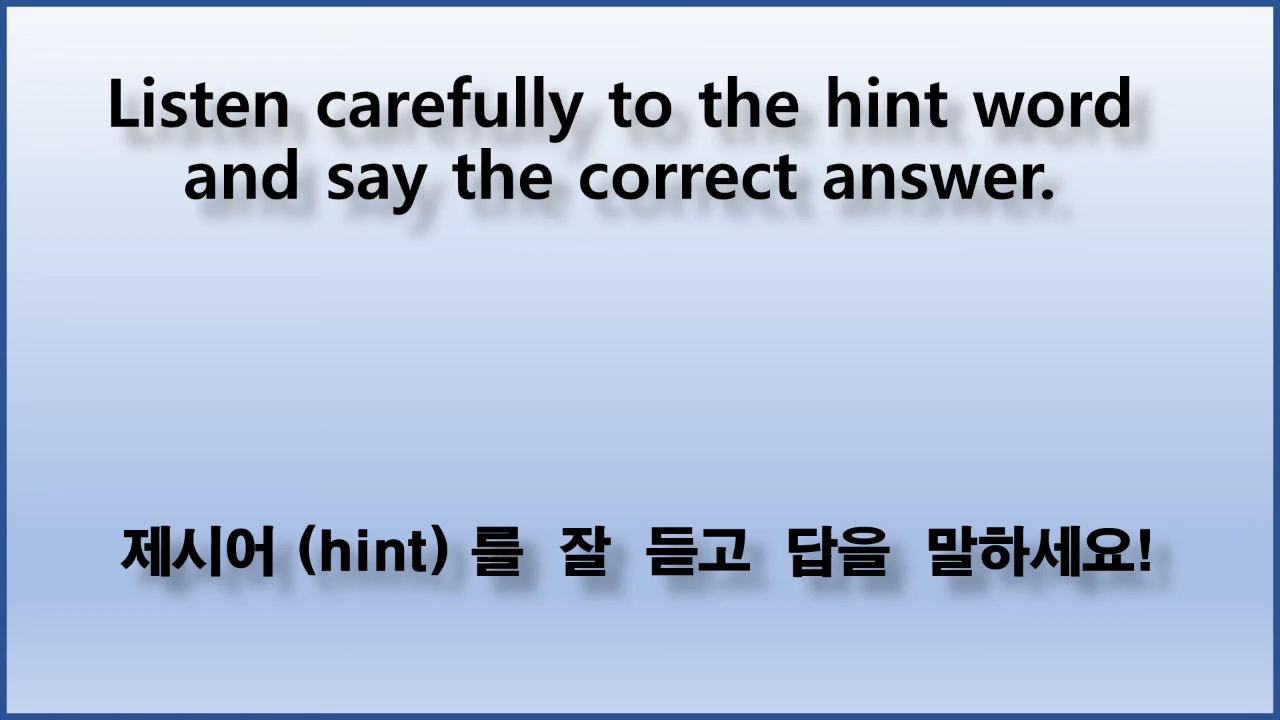 Listen carefully to the hint word
and say the correct answer.
제시어 (hint) 를 잘 듣고 답을 말하세요!